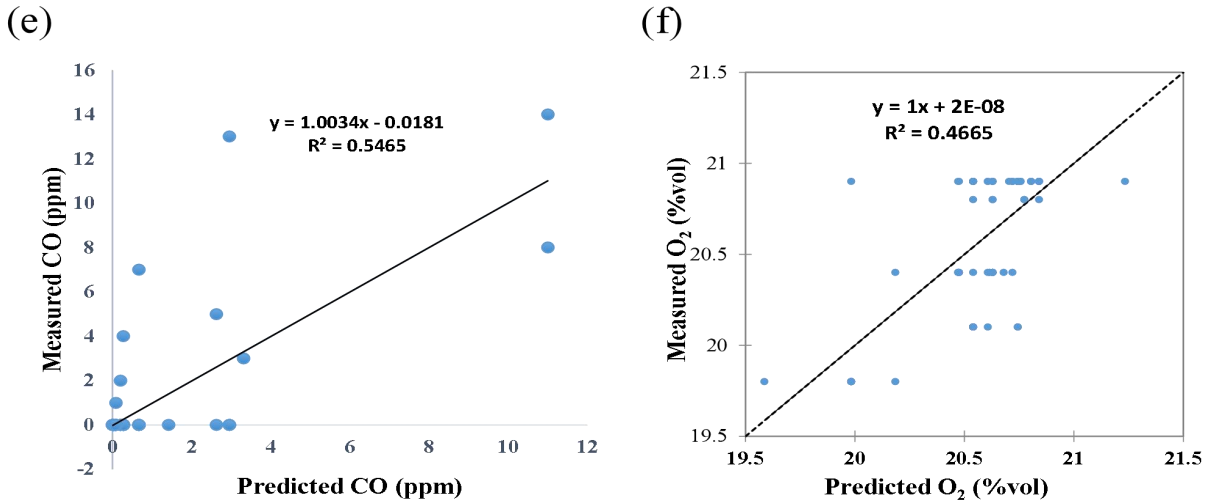 (e)
16
14
12
10
8
6
4
2
0
-2
0
2
4
6
8
10
12
y = 1.0034x - 0.0181
R² = 0.5465
Measured CO (ppm)
Predicted CO (ppm)
(f)
21.5
21
20.5
20
19.5
19.5
20
20.5
21
21.5
y = 1x + 2E-08
R² = 0.4665
Measured O₂ (%vol)
Predicted O₂ (%vol)